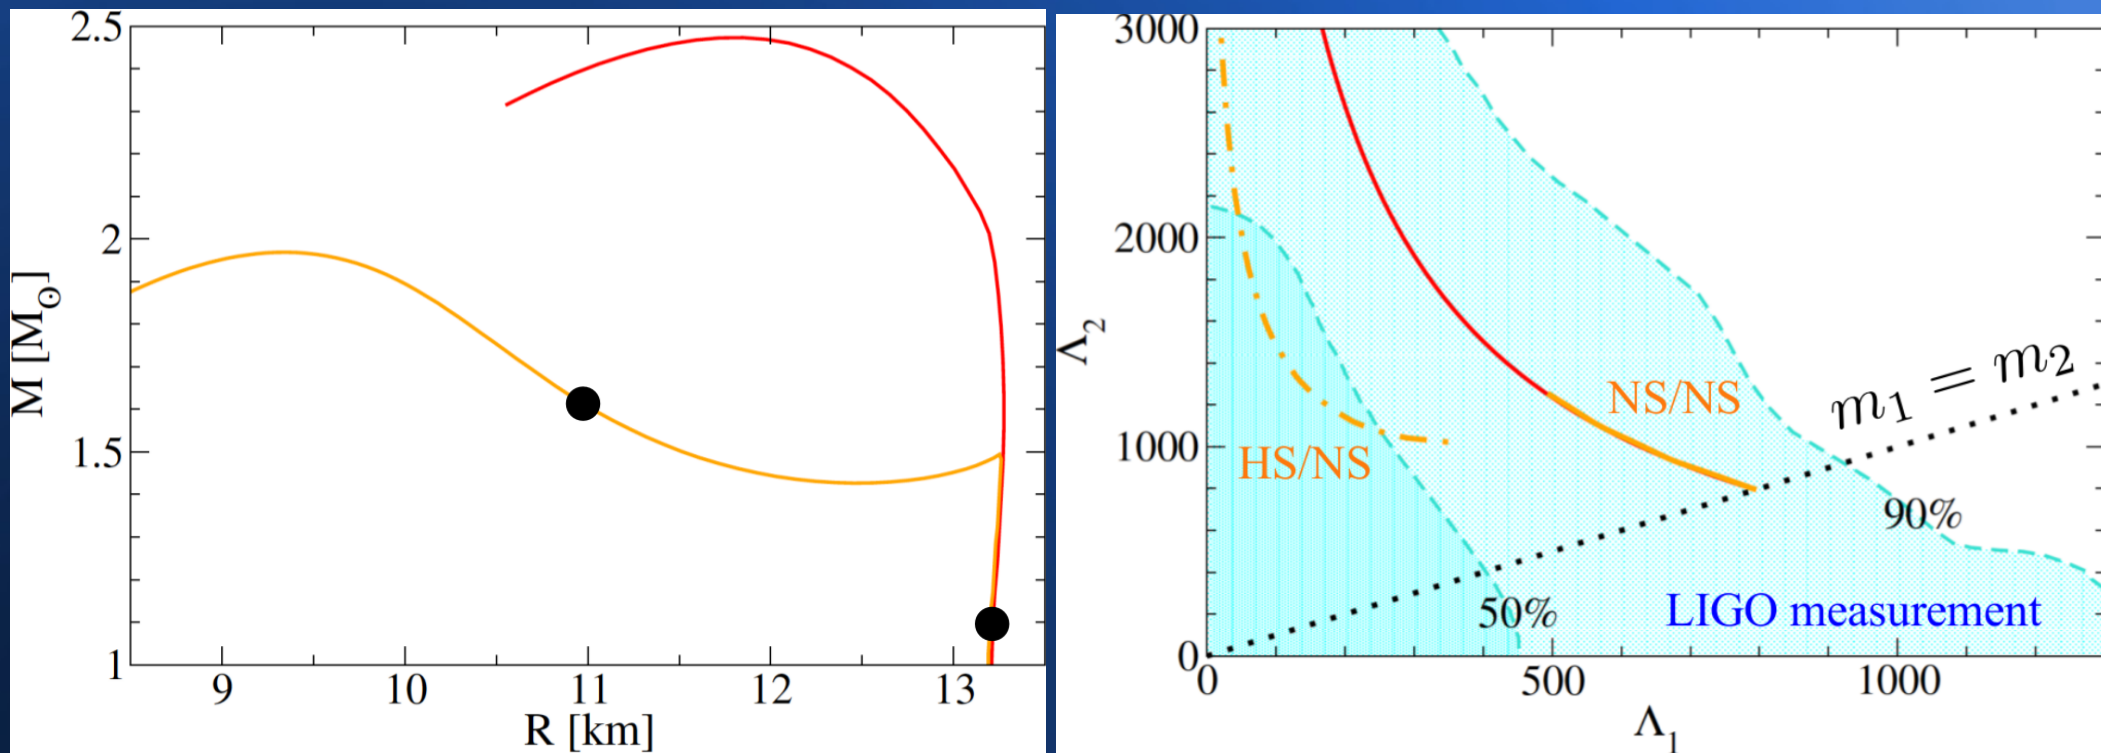 2.5
2
1.5
1
M [M⊙]
9 10 11 12 13
R [km]
3000
2000
1000
0
Λ2
NS/NS
HS/NS
m1 = m2
90%
50%
LIGO measurement
0 500 1000
Λ1